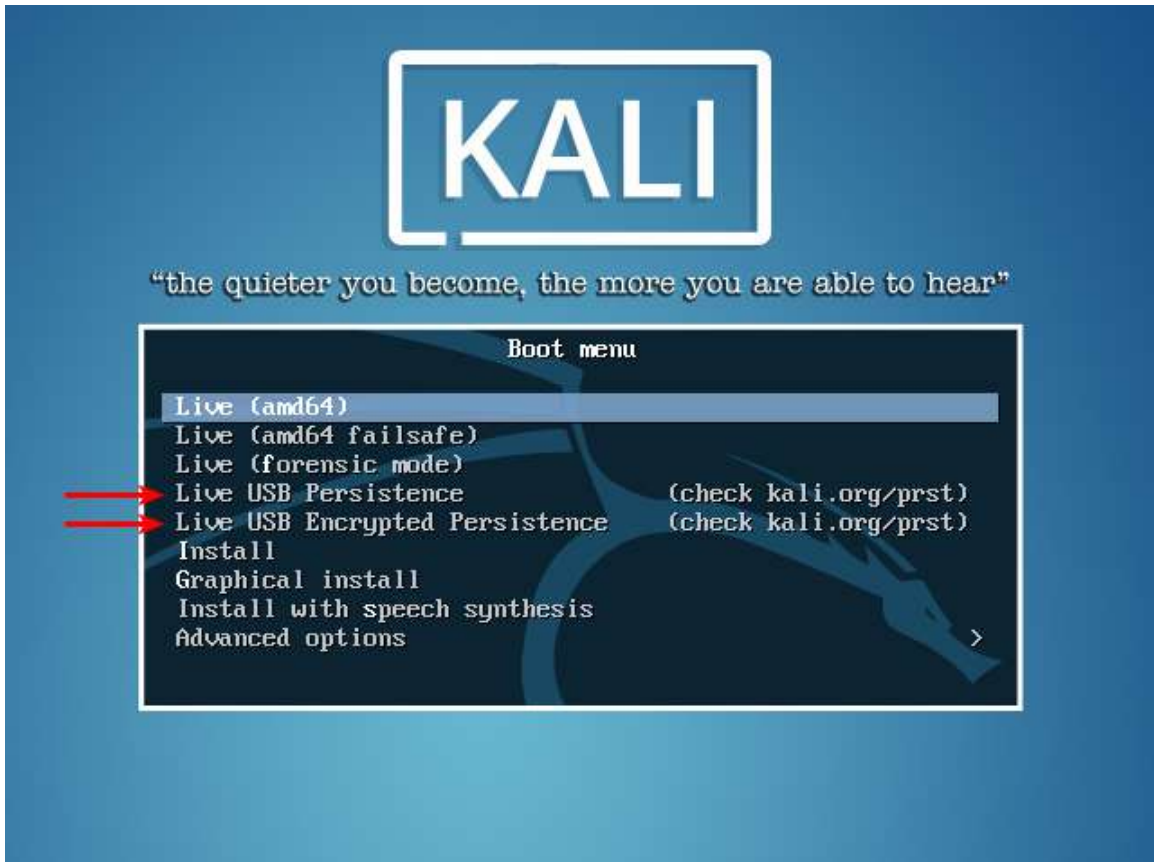 KALI
“the quieter you become, the more you are able to hear”
Boot menu
Live (amd64)
Live (amd64 failsafe)
Live (forensic mode)
Live USB Persistence (check kali.org/prst)
Live USB Encrypted Persistence (check kali.org/prst)
Install
Graphical install
Install with speech synthesis
Advanced options >